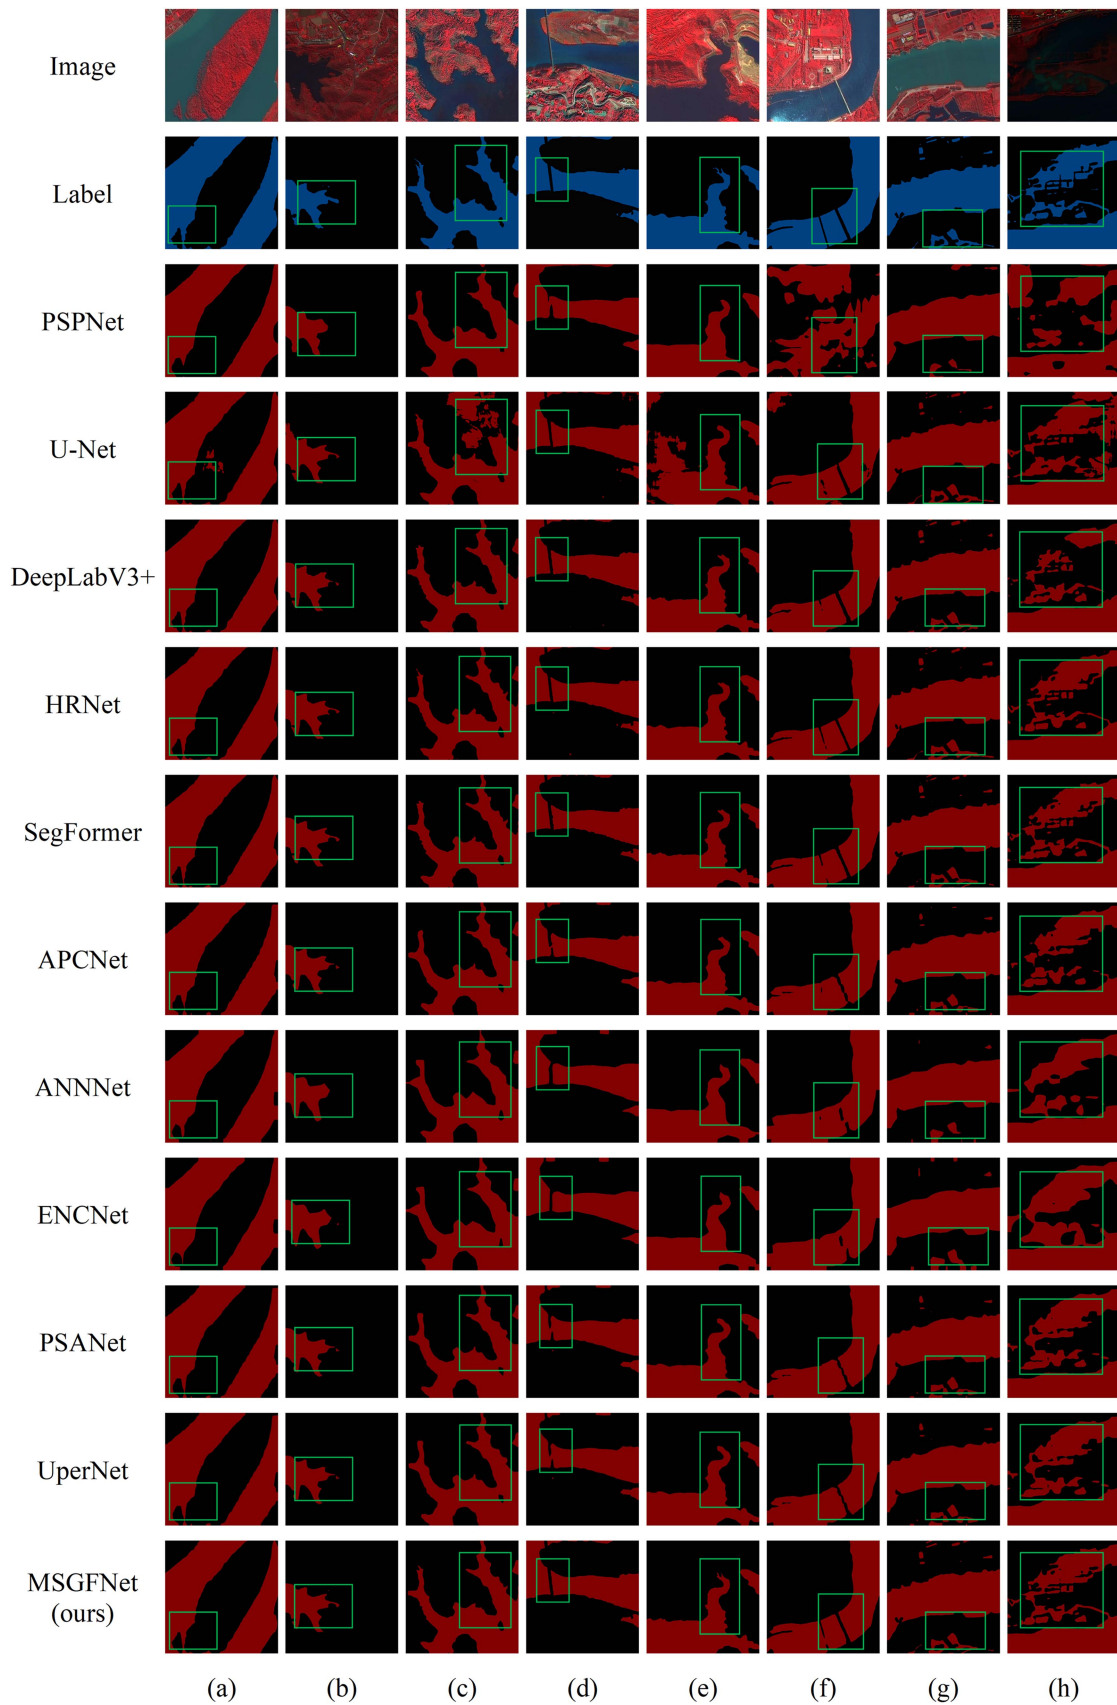 Image
Label
PSPNet
U-Net
DeepLabV3+
HRNet
SegFormer
APCNet
ANNNet
ENCNet
PSANet
UperNet
MSGFNet
(ours)
(a) (b) (c) (d) (e) (f) (g) (h)